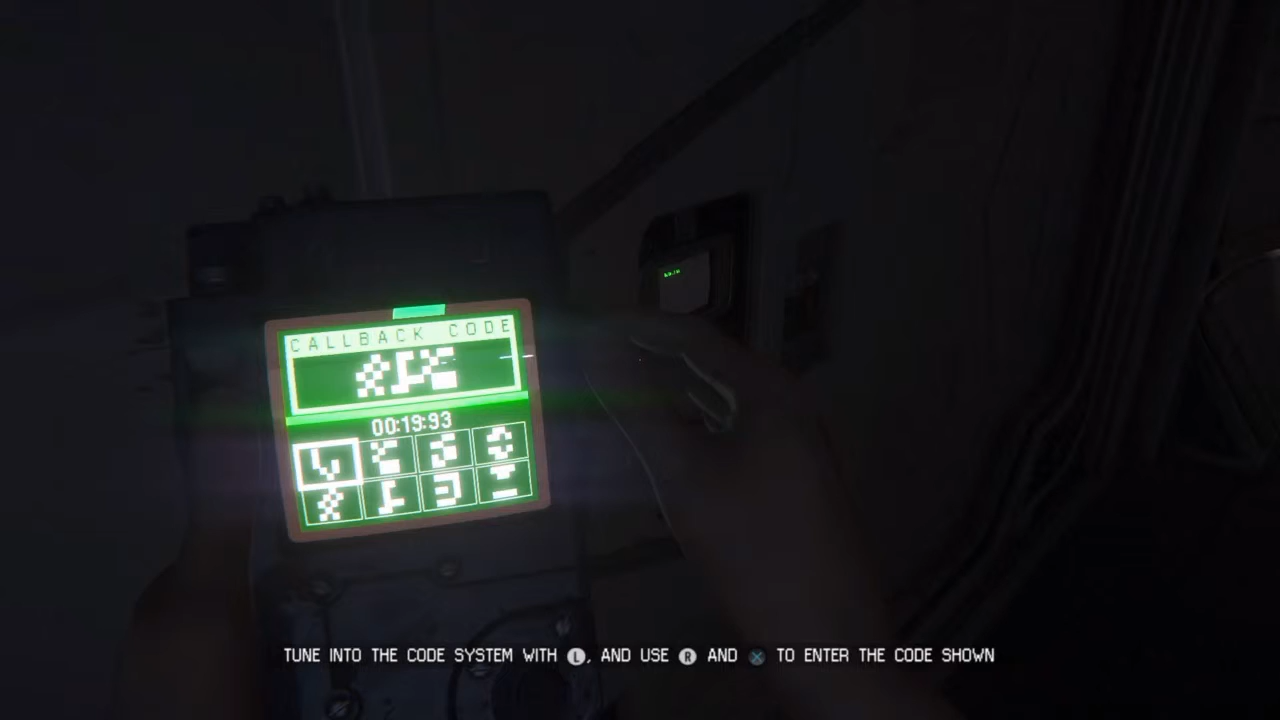 CALLBACK CODE
00:19:93
TUNE INTO THE CODE SYSTEM WITH L, AND USE R AND X TO ENTER THE CODE SHOWN